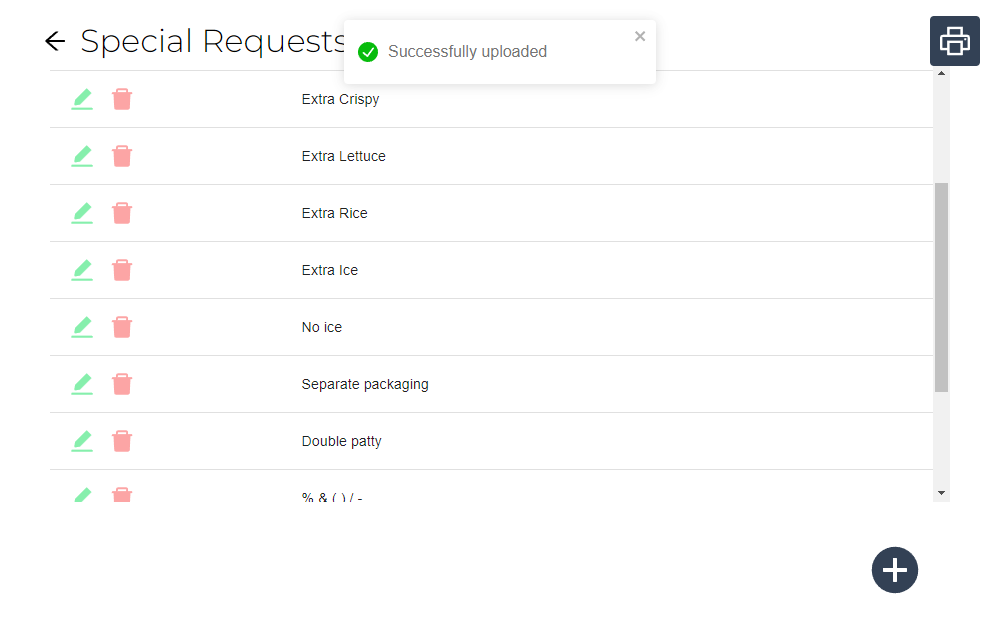 Special Requests
Successfully uploaded
Extra Crispy
Extra Lettuce
Extra Rice
Extra Ice
No ice
Separate packaging
Double patty
% & ( ) / -